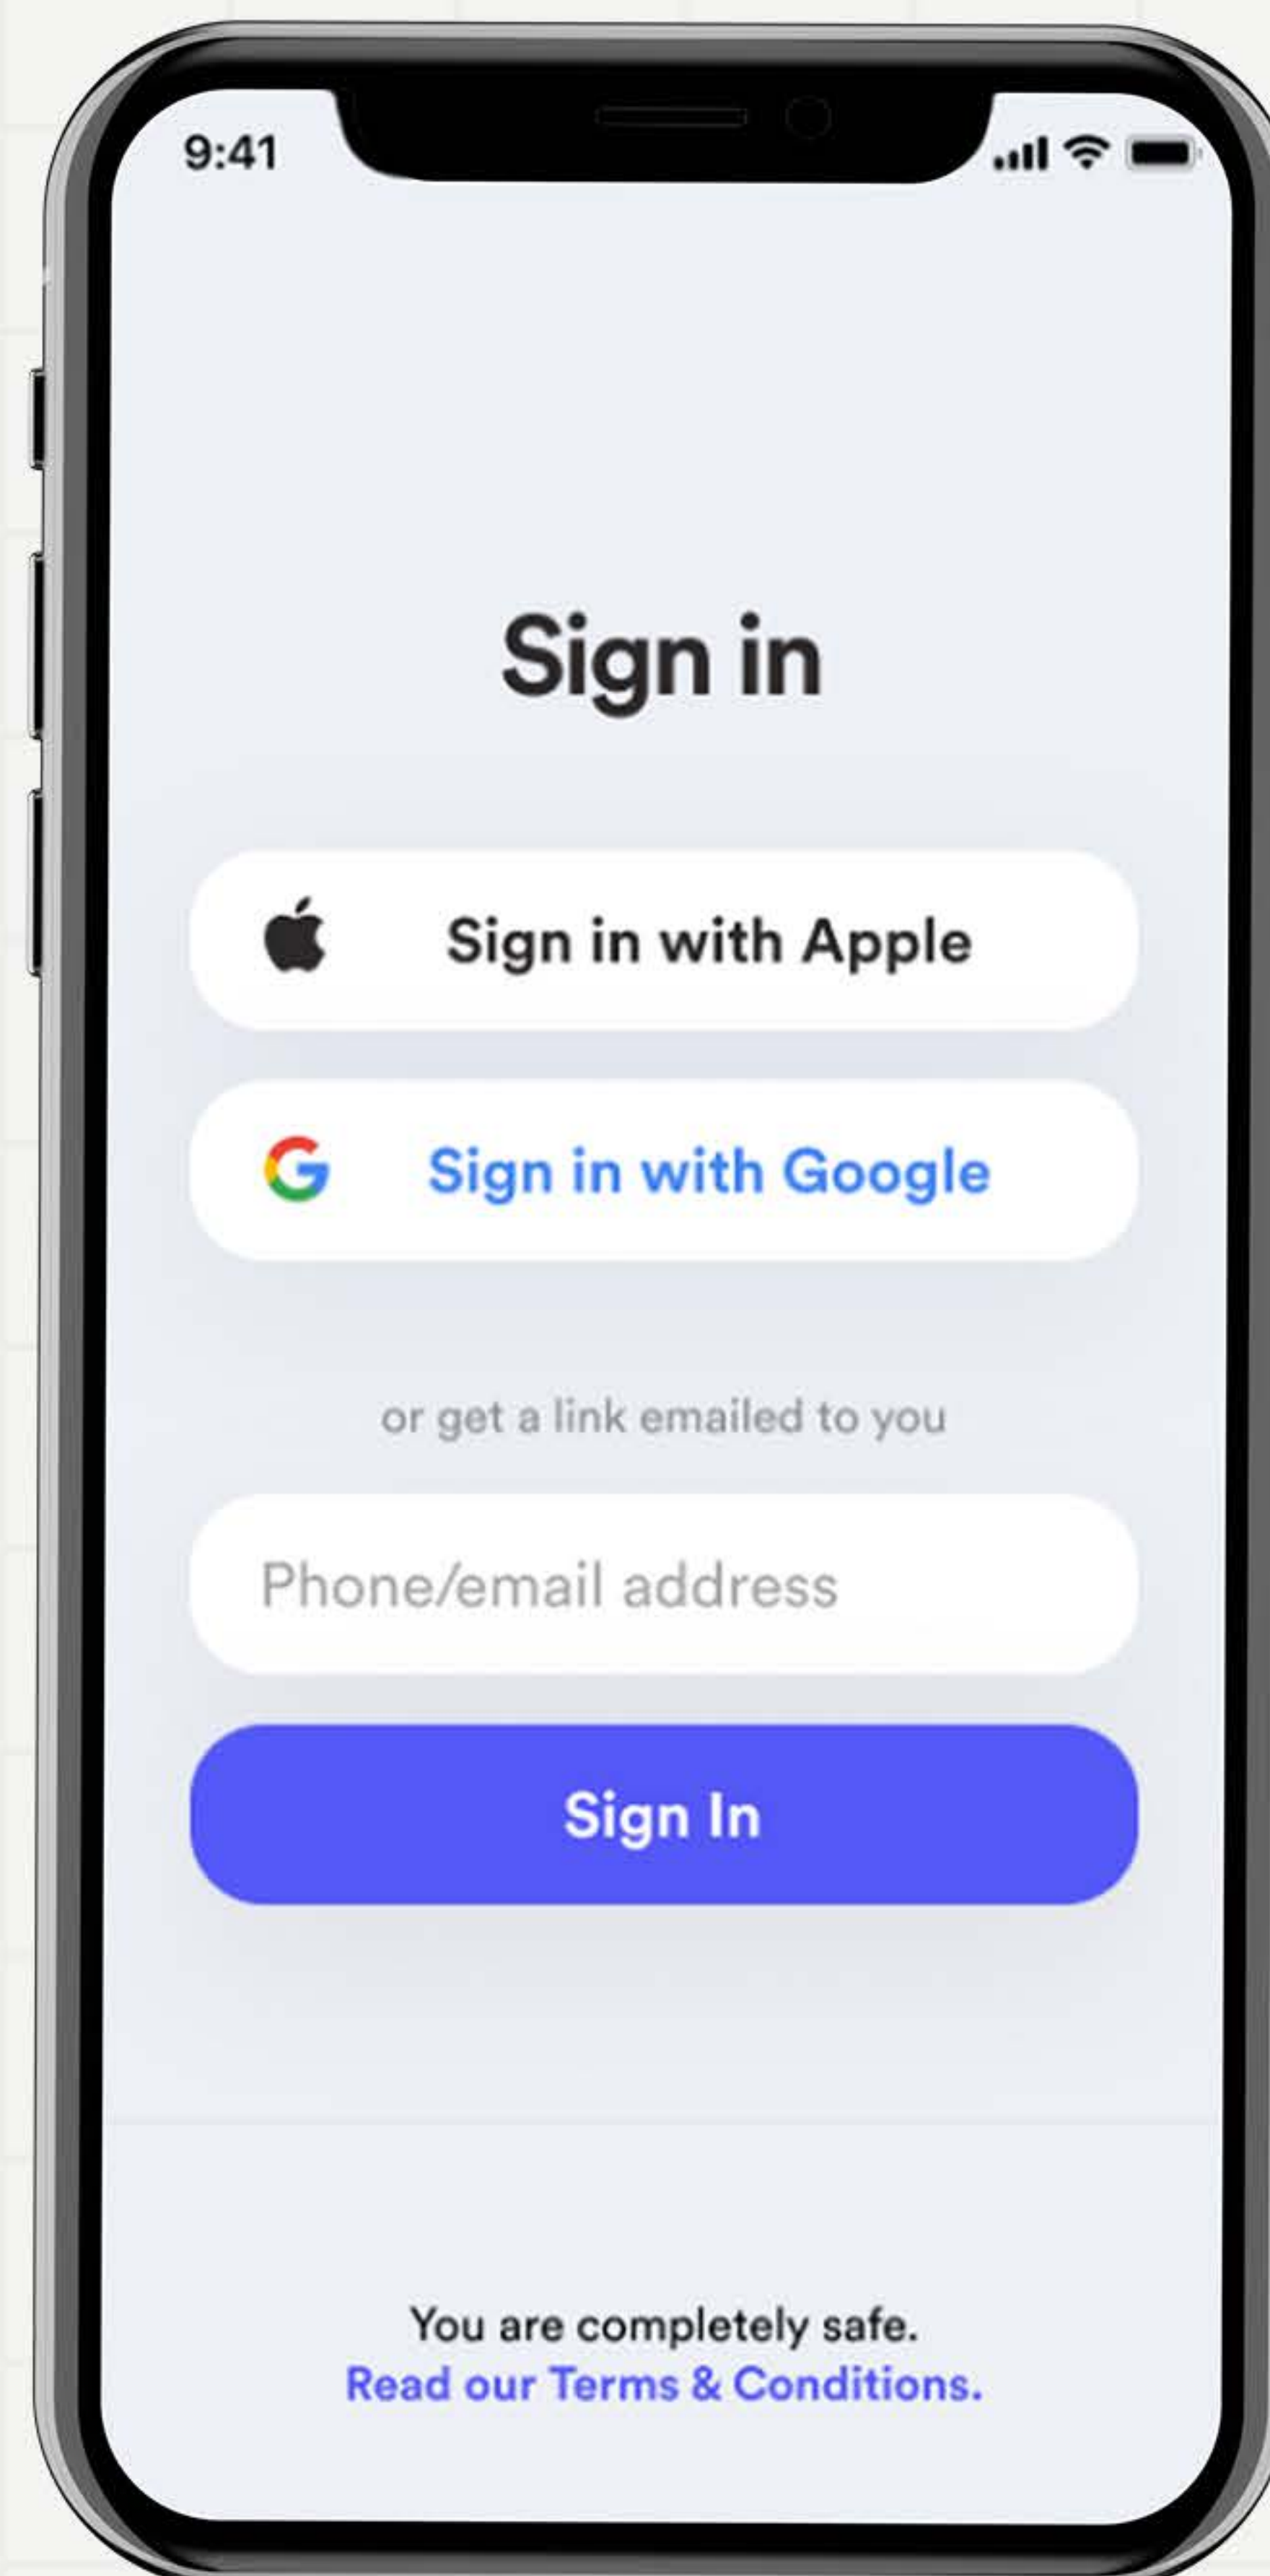 9:41
Sign in
Sign in with Apple
Sign in with Google
or get a link emailed to you
Phone/email address
Sign In
You are completely safe.
Read our Terms & Conditions.